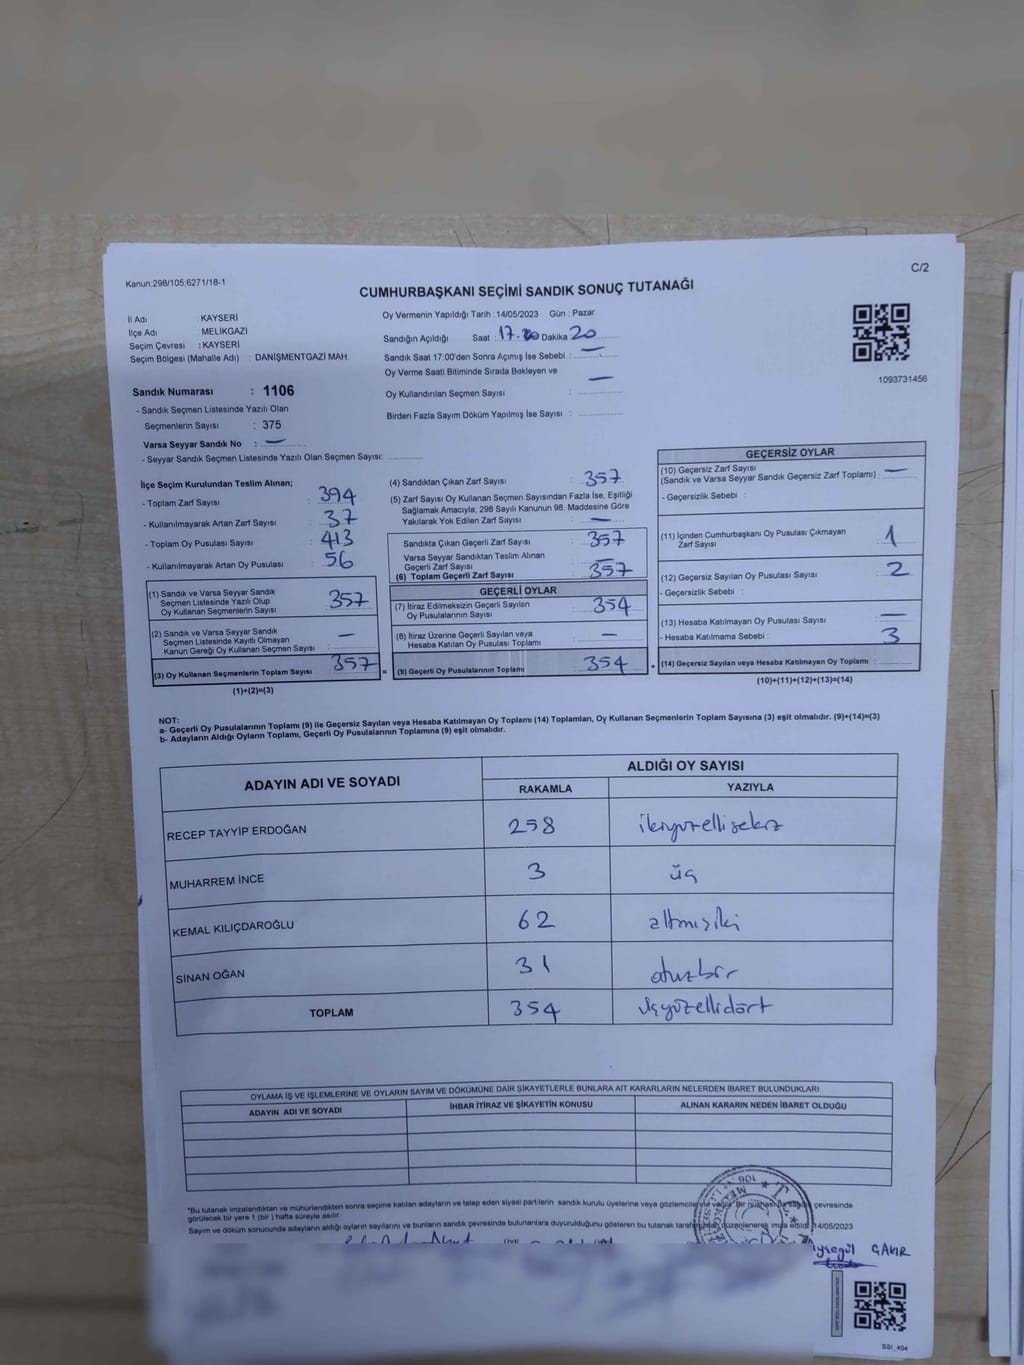 C/2
Kanun,298/105;6271/18-1
CUMHURBAŞKANI SEÇİMİ SANDIK SONUÇ TUTANAĞI
İl Adı KAYSERİ
İlçe Adı : MELİKGAZİ
Seçim Çevresi : KAYSERİ
Seçim Bölgesi (Mahalle Adı) : DANİŞMENTGAZİ MAH.
Oy Vermenin Yapıldığı Tarih : 14/05/2023 Gün : Pazar
Sandığın Açıldığı Saat : 17-20 Dakika 20
Sandık Saat 17:00'den Sonra Açımış İse Sebebi : —
Oy Verme Saati Bitiminde Sırada Bekleyen ve
Oy Kullandırılan Seçmen Sayısı : —
Birden Fazla Sayım Döküm Yapılmış İse Sayısı :
1093731456
Sandık Numarası : 1106
- Sandık Seçmen Listesinde Yazılı Olan
Seçmenlerin Sayısı : 375
Varsa Seyyar Sandık No : —
- Seyyar Sandık Seçmen Listesinde Yazılı Olan Seçmen Sayısı:
İlçe Seçim Kurulundan Teslim Alınan;
- Toplam Zarf Sayısı : 394
- Kullanılmayarak Artan Zarf Sayısı : 37
- Toplam Oy Pusulası Sayısı : 413
- Kullanılmayarak Artan Oy Pusulası : 56
(1) Sandık ve Varsa Seyyar Sandık
Seçmen Listesinde Yazılı Olup
Oy Kullanan Seçmenlerin Sayısı : 357
(2) Sandık ve Varsa Seyyar Sandık
Seçmen Listesinde Kayıtlı Olmayan
Kanun Gereği Oy Kullanan Seçmen Sayısı : —
(3) Oy Kullanan Seçmenlerin Toplam Sayısı : 357 =
(1)+(2)=(3)
(4) Sandıktan Çıkan Zarf Sayısı : 357
(5) Zarf Sayısı Oy Kullanan Seçmen Sayısından Fazla İse, Eşitliği
Sağlamak Amacıyla, 298 Sayılı Kanunun 98. Maddesine Göre
Yakılarak Yok Edilen Zarf Sayısı : —
Sandıkta Çıkan Geçerli Zarf Sayısı : 357
Varsa Seyyar Sandıktan Teslim Alınan
Geçerli Zarf Sayısı :
(6) Toplam Geçerli Zarf Sayısı : 357
GEÇERLİ OYLAR
(7) İtiraz Edilmeksizin Geçerli Sayılan
Oy Pusulalarının Sayısı : 354
(8) İtiraz Üzerine Geçerli Sayılan veya
Hesaba Katılan Oy Pusulası Toplamı : —
(9) Geçerli Oy Pusulalarının Toplamı : 354 +
GEÇERSİZ OYLAR
(10) Geçersiz Zarf Sayısı
(Sandık ve Varsa Seyyar Sandık Geçersiz Zarf Toplamı) : —
- Geçersizlik Sebebi :
(11) İçinden Cumhurbaşkanı Oy Pusulası Çıkmayan
Zarf Sayısı : 1
(12) Geçersiz Sayılan Oy Pusulası Sayısı : 2
- Geçersizlik Sebebi :
(13) Hesaba Katılmayan Oy Pusulası Sayısı : —
- Hesaba Katılmama Sebebi : 3
(14) Geçersiz Sayılan veya Hesaba Katılmayan Oy Toplamı :
(10)+(11)+(12)+(13)=(14)
NOT:
a- Geçerli Oy Pusulalarının Toplamı (9) ile Geçersiz Sayılan veya Hesaba Katılmayan Oy Toplamı (14) Toplamları, Oy Kullanan Seçmenlerin Toplam Sayısına (3) eşit olmalıdır. (9)+(14)=(3)
b- Adayların Aldığı Oyların Toplamı, Geçerli Oy Pusulalarının Toplamına (9) eşit olmalıdır.
ADAYIN ADI VE SOYADI
ALDIĞI OY SAYISI
RAKAMLA YAZIYLA
RECEP TAYYİP ERDOĞAN 258 ikiyüzellisekiz
MUHARREM İNCE 3 üç
KEMAL KILIÇDAROĞLU 62 altmışiki
SİNAN OĞAN 31 otuzbir
TOPLAM 354 üçyüzellidört
OYLAMA İŞ VE İŞLEMLERİNE VE OYLARIN SAYIM VE DÖKÜMÜNE DAİR ŞİKAYETLERLE BUNLARA AİT KARARLARIN NELERDEN İBARET BULUNDUKLARI
ADAYIN ADI VE SOYADI İHBAR İTİRAZ VE ŞİKAYETİN KONUSU ALINAN KARARIN NEDEN İBARET OLDUĞU
*Bu tutanak imzalandıktan ve mühürlendikten sonra seçime katılan adayların ve talep eden siyasi partilerin sandık kurulu üyelerine veya gözlemcilerine verilir. Bir çevresinde
görülecek bir yere 1 (bir) hafta süreyle asılır.
Sayım ve döküm sonucunda adayların aldığı oyların sayılarını ve bunların sandık çevresinde bulunanlara duyurulduğunu gösteren bu tutanak düzenlenerek imza edildi. 14/05/2023
Ayşegül ÇAKIR
SSI_404